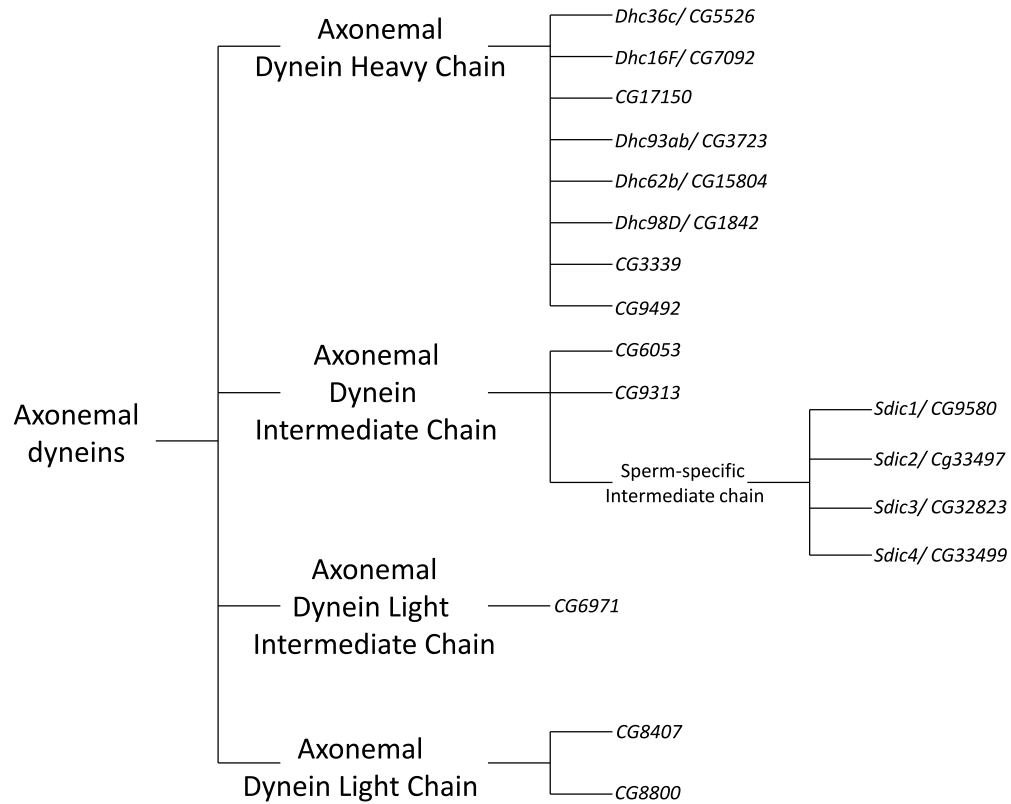 Axonemal
dyneins
Axonemal
Dynein Heavy Chain
Dhc36c/ CG5526
Dhc16F/ CG7092
CG17150
Dhc93ab/ CG3723
Dhc62b/ CG15804
Dhc98D/ CG1842
CG3339
CG9492
Axonemal
Dynein
Intermediate Chain
CG6053
CG9313
Sperm-specific
Intermediate chain
Sdic1/ CG9580
Sdic2/ Cg33497
Sdic3/ CG32823
Sdic4/ CG33499
Axonemal
Dynein Light
Intermediate Chain
CG6971
Axonemal
Dynein Light Chain
CG8407
CG8800